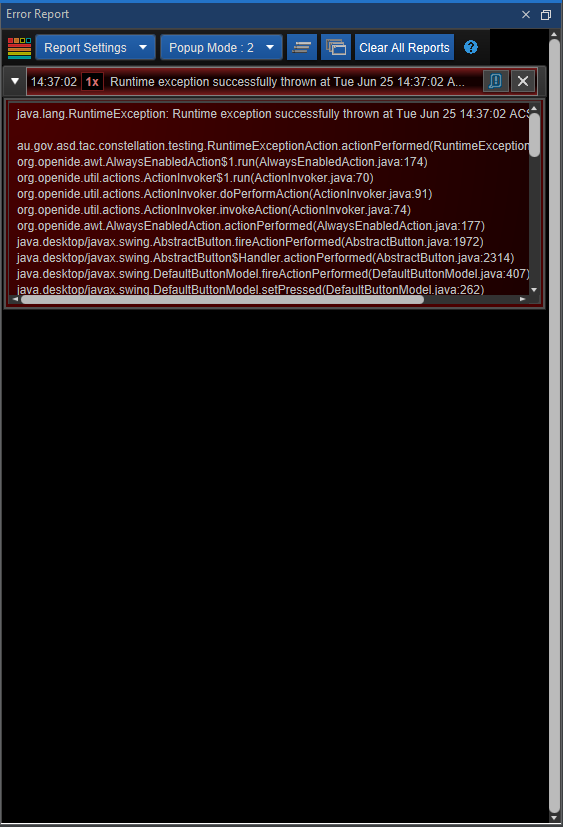 Error Report
Report Settings Popup Mode : 2 Clear All Reports ?
14:37:02 1x Runtime exception successfully thrown at Tue Jun 25 14:37:02 A...
java.lang.RuntimeException: Runtime exception successfully thrown at Tue Jun 25 14:37:02 ACS
au.gov.asd.tac.constellation.testing.RuntimeExceptionAction.actionPerformed(RuntimeException
org.openide.awt.AlwaysEnabledAction$1.run(AlwaysEnabledAction.java:174)
org.openide.util.actions.ActionInvoker$1.run(ActionInvoker.java:70)
org.openide.util.actions.ActionInvoker.doPerformAction(ActionInvoker.java:91)
org.openide.util.actions.ActionInvoker.invokeAction(ActionInvoker.java:74)
org.openide.awt.AlwaysEnabledAction.actionPerformed(AlwaysEnabledAction.java:177)
java.desktop/javax.swing.AbstractButton.fireActionPerformed(AbstractButton.java:1972)
java.desktop/javax.swing.AbstractButton$Handler.actionPerformed(AbstractButton.java:2314)
java.desktop/javax.swing.DefaultButtonModel.fireActionPerformed(DefaultButtonModel.java:407)
java.desktop/javax.swing.DefaultButtonModel.setPressed(DefaultButtonModel.java:262)